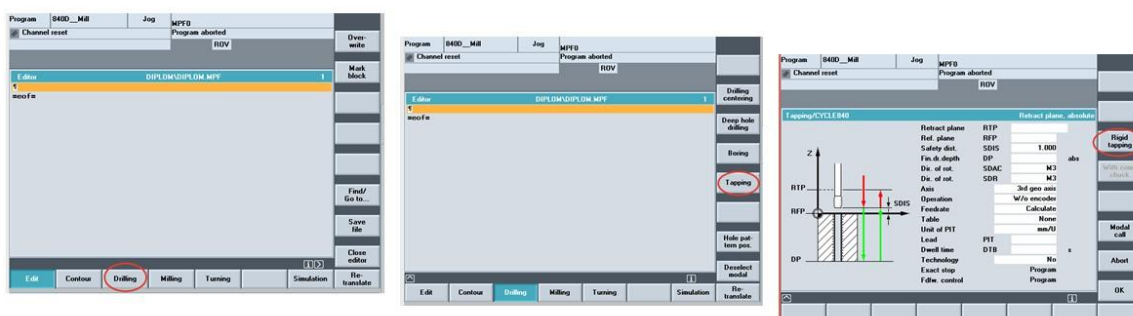 Program 840D__Mill Jog MPF0
Channel reset Program aborted
ROV
Over-
write
Mark
block
Editor DIPLOM\DIPLOM.MPF 1
¶
=eof=
Find/
Go to...
Save
file
Close
editor
Edit Contour Drilling Milling Turning Simulation Re-
translate
Program 840D__Mill Jog MPF0
Channel reset Program aborted
ROV
Editor DIPLOM\DIPLOM.MPF 1
¶
=eof=
Drilling
centering
Deep hole
drilling
Boring
Tapping
Hole pat-
tern pos.
Deselect
modal
Edit Contour Drilling Milling Turning Simulation Re-
translate
Program 840D__Mill Jog MPF0
Channel reset Program aborted
ROV
Tapping/CYCLE840 Retract plane, absolute
Retract plane RTP
Ref. plane RFP
Safety dist. SDIS 1.000
Fin.dr.depth DP abs
Dir. of rot. SDAC M3
Dir. of rot. SDR M3
Axis 3rd geo axis
Operation W/o encoder
Feedrate Calculate
Table None
Unit of PIT mm/U
Lead PIT
Dwell time DTB s
Technology No
Exact stop Program
Fdfw. control Program
Z
RTP
SDIS
RFP
DP
Rigid
tapping
Modal
call
Abort
OK